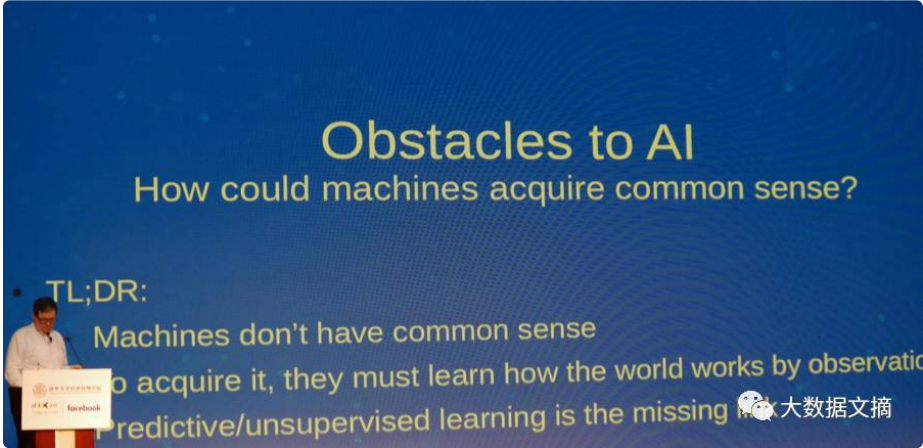 Obstacles to AI
How could machines acquire common sense?
• TL;DR:
Machines don't have common sense
o acquire it, they must learn how the world works by observatio
Predictive/unsupervised learning is the missing
facebook
大数据文摘